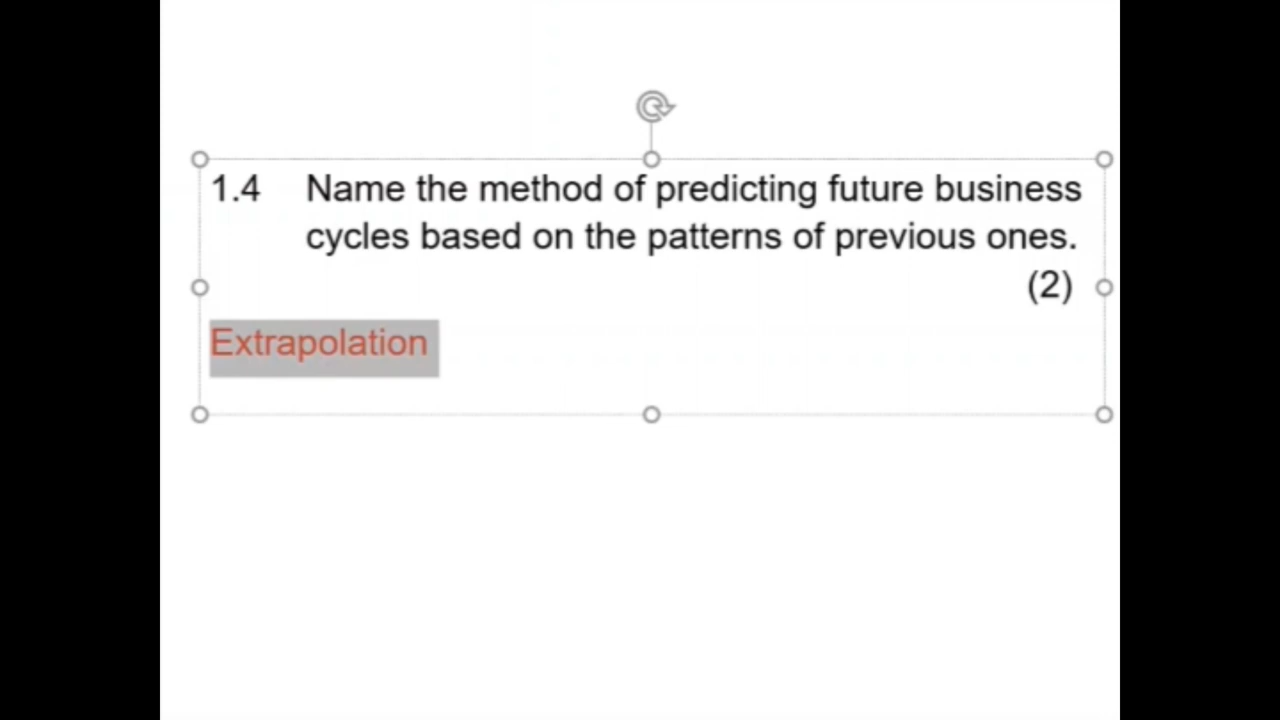 1.4 Name the method of predicting future business
cycles based on the patterns of previous ones.
(2)
Extrapolation